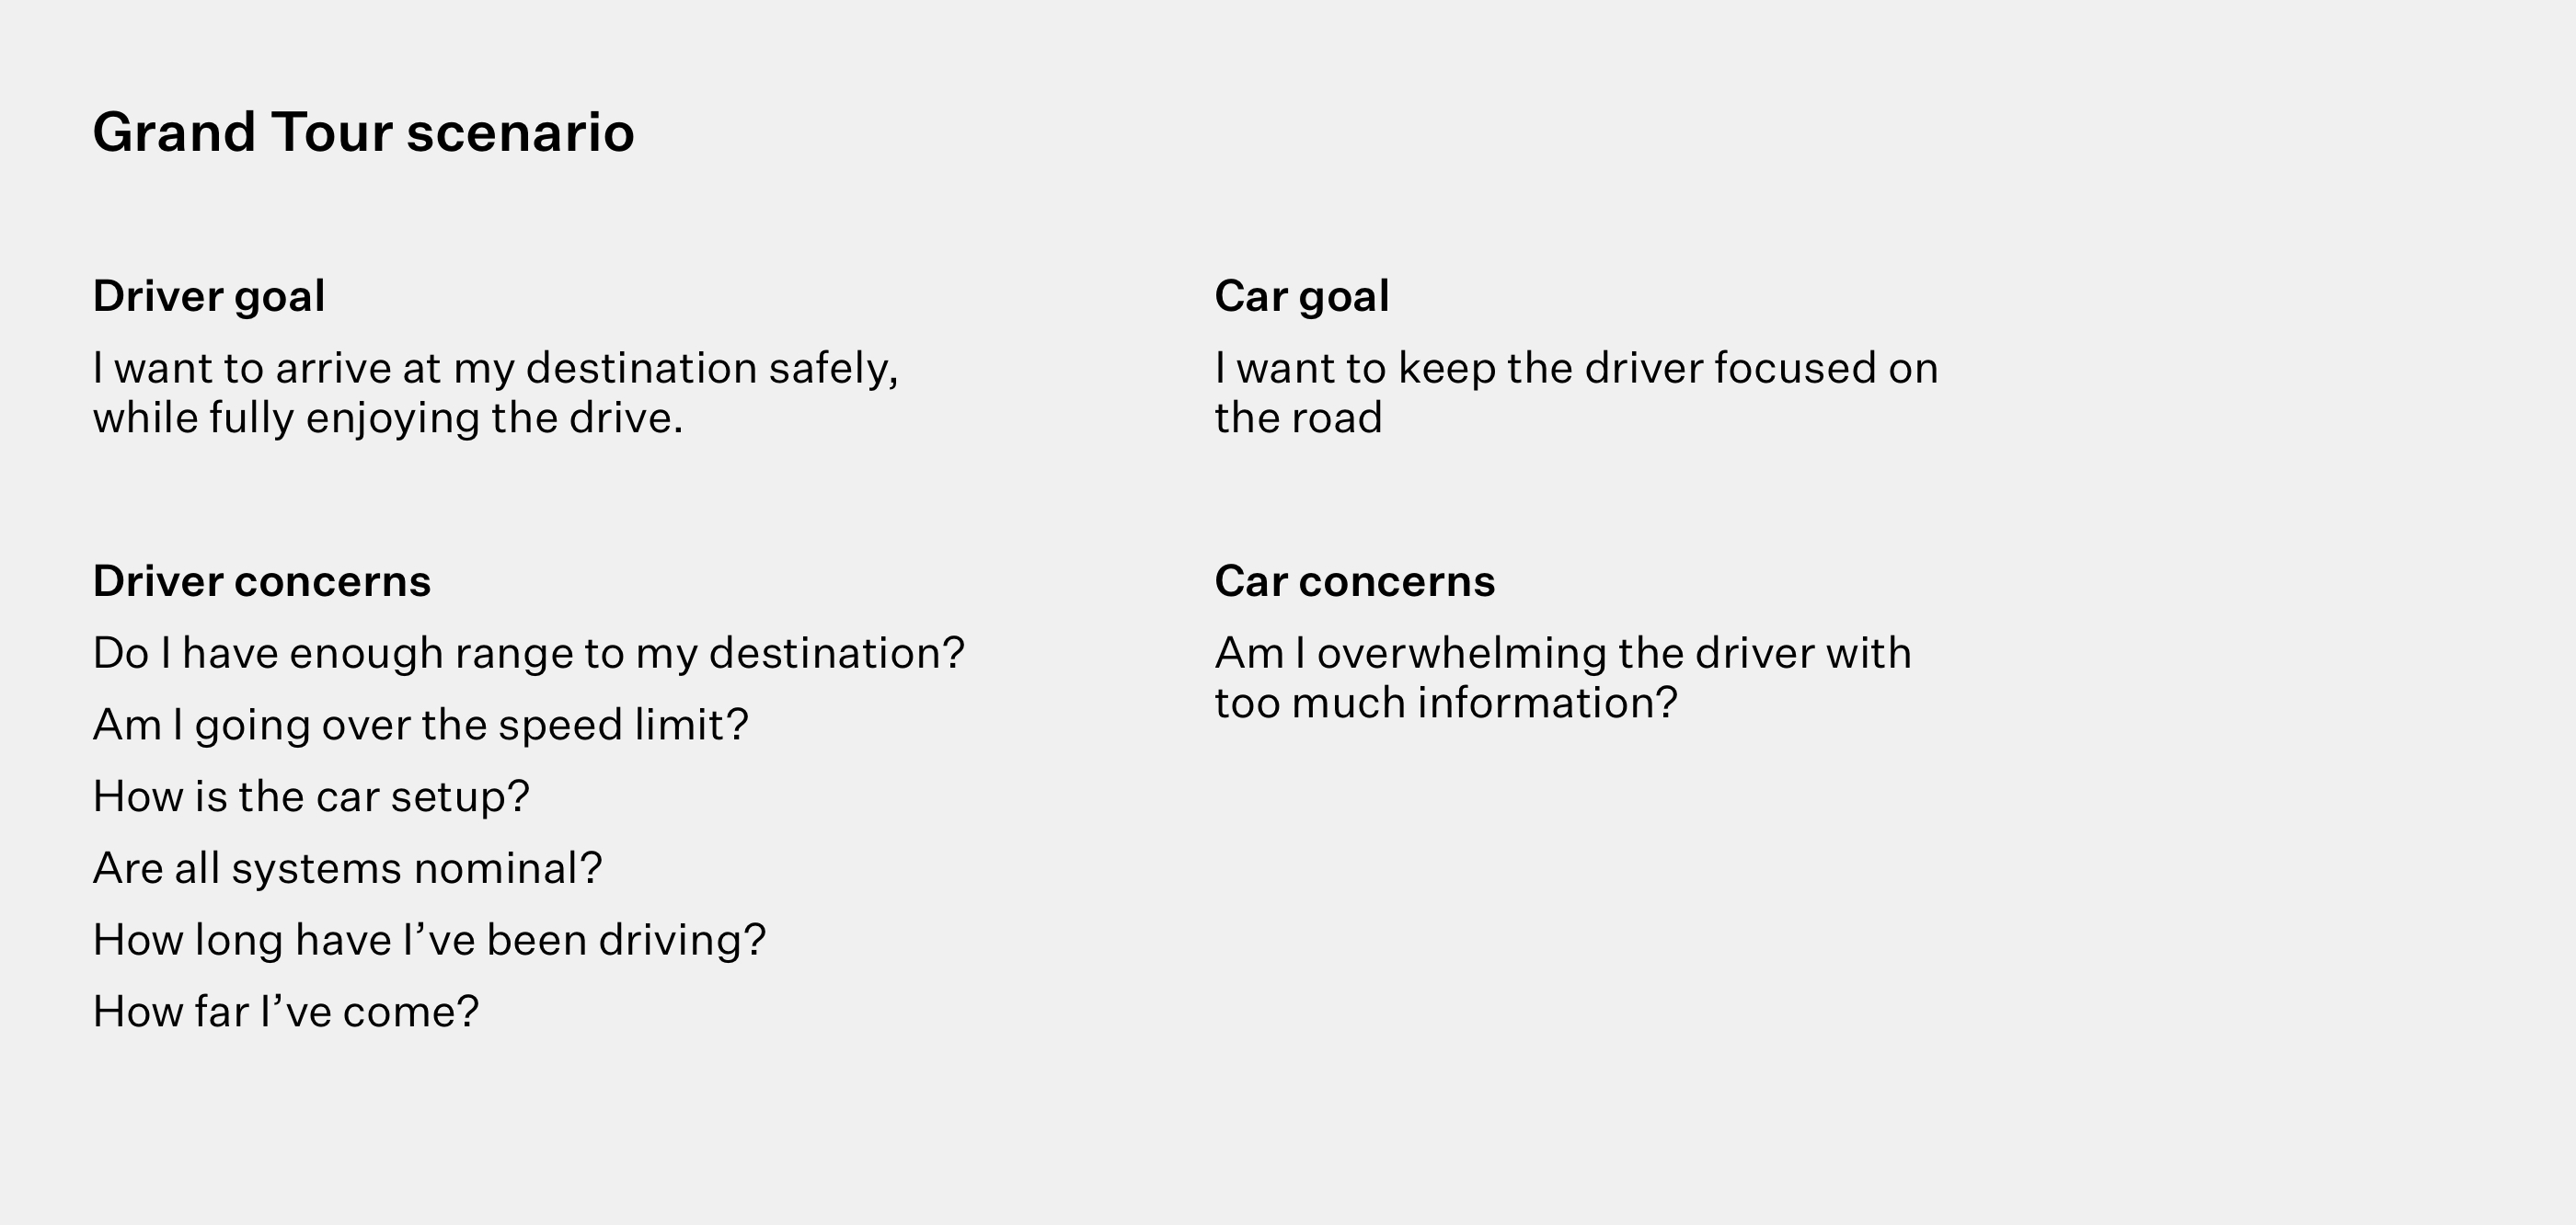 Grand Tour scenario
Driver goal
I want to arrive at my destination safely,
while fully enjoying the drive.
Car goal
I want to keep the driver focused on
the road
Driver concerns
Do I have enough range to my destination?
Am I going over the speed limit?
How is the car setup?
Are all systems nominal?
How long have I’ve been driving?
How far I’ve come?
Car concerns
Am I overwhelming the driver with
too much information?